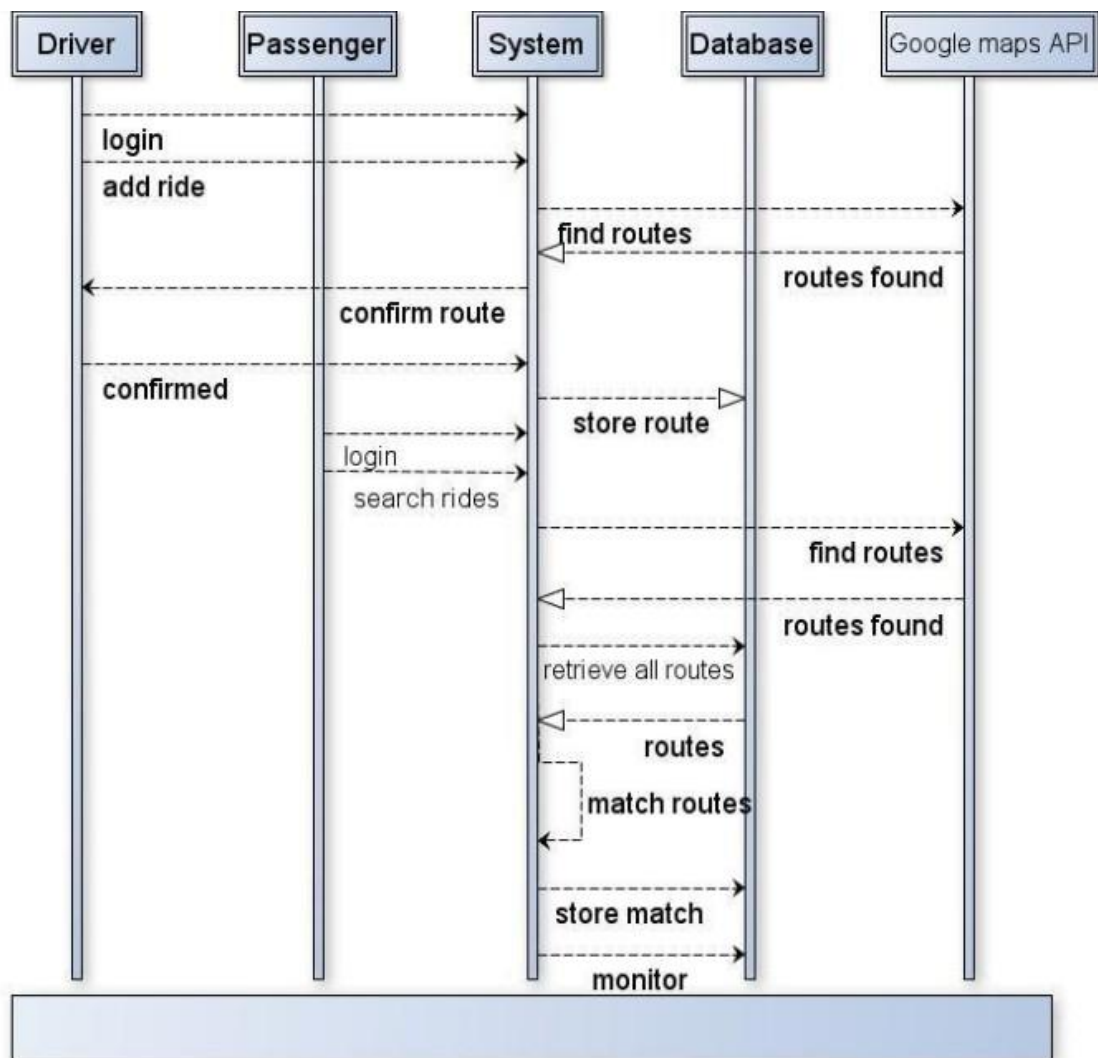 Driver
Passenger
System
Database
Google maps API
login
add ride
find routes
routes found
confirm route
confirmed
store route
login
search rides
find routes
routes found
retrieve all routes
routes
match routes
store match
monitor